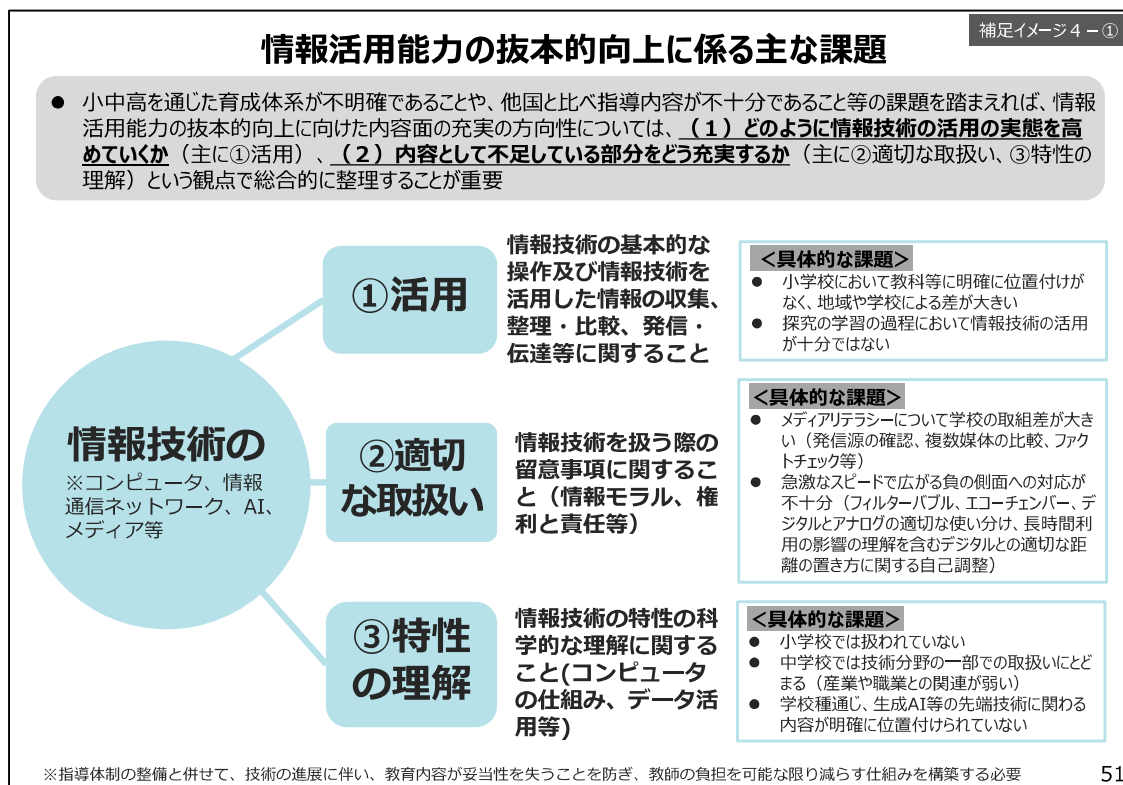 補足イメージ4-①
情報活用能力の抜本的向上に係る主な課題
● 小中高を通じた育成体系が不明確であることや、他国と比べ指導内容が不十分であること等の課題を踏まえれば、情報
活用能力の抜本的向上に向けた内容面の充実の方向性については、(1)どのように情報技術の活用の実態を高
めていくか(主に①活用)、(2)内容として不足している部分をどう充実するか(主に②適切な取扱い、③特性の
理解)という観点で総合的に整理することが重要
情報技術の
※コンピュータ、情報
通信ネットワーク、AI、
メディア等
①活用
情報技術の基本的な
操作及び情報技術を
活用した情報の収集、
整理・比較、発信・
伝達等に関すること
<具体的な課題>
● 小学校において教科等に明確に位置付けが
なく、地域や学校による差が大きい
● 探究の学習の過程において情報技術の活用
が十分ではない
②適切
な取扱い
情報技術を扱う際の
留意事項に関するこ
と(情報モラル、権
利と責任等)
<具体的な課題>
● メディアリテラシーについて学校の取組差が大き
い(発信源の確認、複数媒体の比較、ファク
トチェック等)
● 急激なスピードで広がる負の側面への対応が
不十分(フィルターバブル、エコーチェンバー、デ
ジタルとアナログの適切な使い分け、長時間利
用の影響の理解を含むデジタルとの適切な距
離の置き方に関する自己調整)
③特性
の理解
情報技術の特性の科
学的な理解に関する
こと(コンピュータ
の仕組み、データ活
用等)
<具体的な課題>
● 小学校では扱われていない
● 中学校では技術分野の一部での取扱いにとど
まる(産業や職業との関連が弱い)
● 学校種通じ、生成AI等の先端技術に関わる
内容が明確に位置付けられていない
※指導体制の整備と併せて、技術の進展に伴い、教育内容が妥当性を失うことを防ぎ、教師の負担を可能な限り減らす仕組みを構築する必要
51